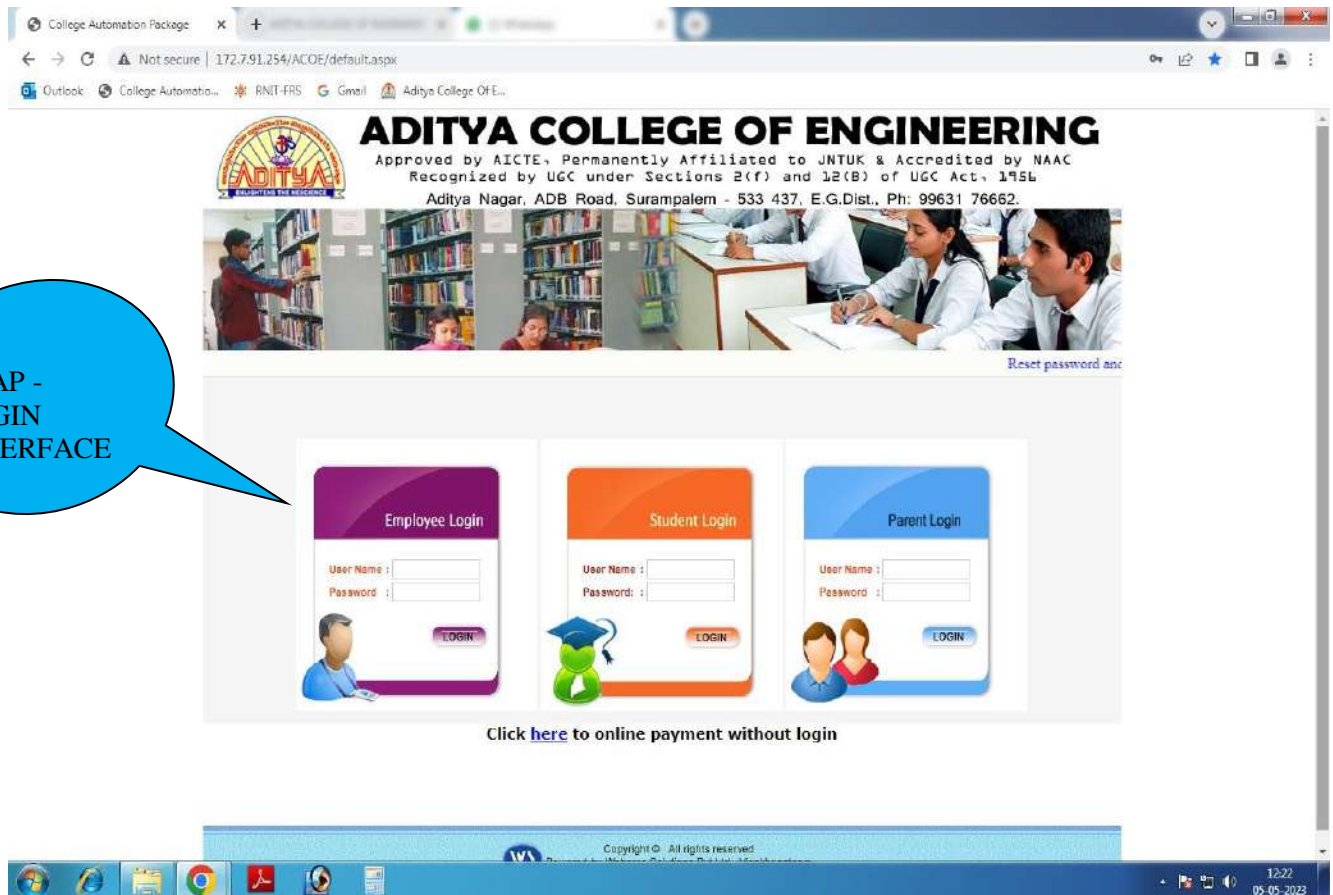 College Automation Package
Not secure | 172.7.91.254/ACOE/default.aspx
Outlook College Automatio... RNIT-FRS Gmail Aditya College Of E...
ADITYA
ENLIGHTENS THE NESCIENCE
ADITYA COLLEGE OF ENGINEERING
Approved by AICTE, Permanently Affiliated to JNTUK & Accredited by NAAC
Recognized by UGC under Sections 2(f) and 12(B) of UGC Act, 1956
Aditya Nagar, ADB Road, Surampalem - 533 437, E.G.Dist., Ph: 99631 76662.
Reset password and
AP -
GIN
ERFACE
Employee Login
User Name :
Password :
LOGIN
Student Login
User Name :
Password: :
LOGIN
Parent Login
User Name :
Password :
LOGIN
Click here to online payment without login
Copyright © All rights reserved
12:22
05-05-2023